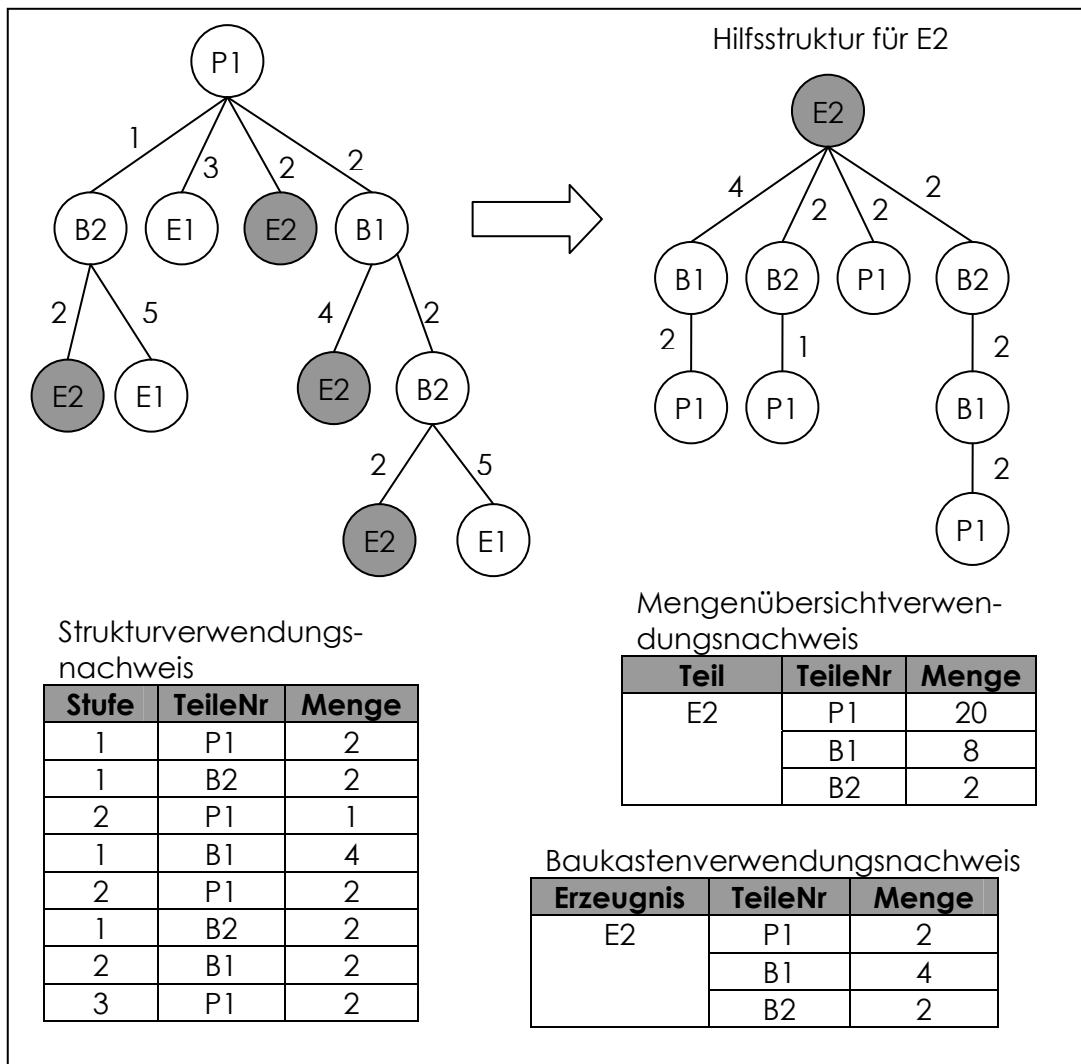 Hilfsstruktur für E2
P1
1
3
2
2
B2
E1
E2
B1
2
5
4
2
E2
E1
E2
B2
2
5
E2
E1
E2
4
2
2
2
B1
B2
P1
B2
2
1
2
P1
P1
B1
2
P1
Strukturverwendungs-
nachweis
Stufe TeileNr Menge
1 P1 2
1 B2 2
2 P1 1
1 B1 4
2 P1 2
1 B2 2
2 B1 2
3 P1 2
Mengenübersichtverwen-
dungsnachweis
Teil TeileNr Menge
E2 P1 20
B1 8
B2 2
Baukastenverwendungsnachweis
Erzeugnis TeileNr Menge
E2 P1 2
B1 4
B2 2